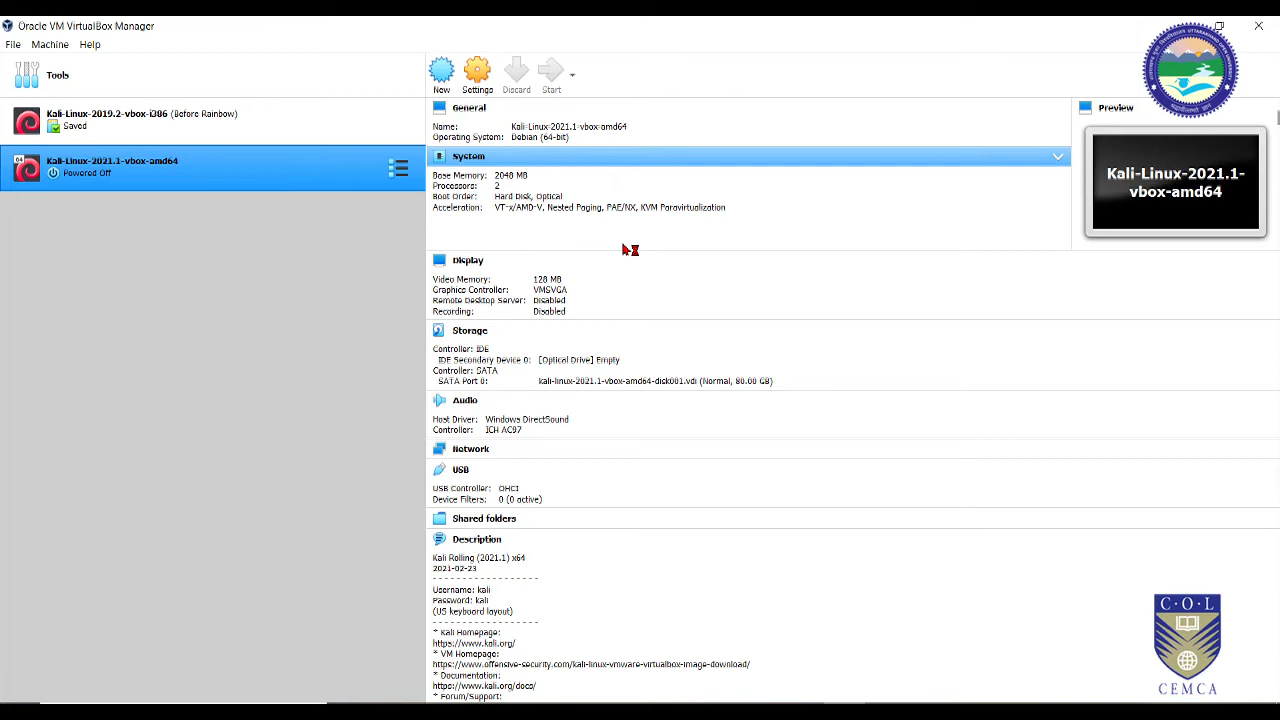 Oracle VM VirtualBox Manager
File Machine Help
Tools
Kali-Linux-2019.2-vbox-i386 (Before Rainbow)
Saved
64
Kali-Linux-2021.1-vbox-amd64
Powered Off
New Settings Discard Start
General
Name: Kali-Linux-2021.1-vbox-amd64
Operating System: Debian (64-bit)
System
Base Memory: 2048 MB
Processors: 2
Boot Order: Hard Disk, Optical
Acceleration: VT-x/AMD-V, Nested Paging, PAE/NX, KVM Paravirtualization
Preview
Kali-Linux-2021.1-
vbox-amd64
Display
Video Memory: 128 MB
Graphics Controller: VMSVGA
Remote Desktop Server: Disabled
Recording: Disabled
Storage
Controller: IDE
IDE Secondary Device 0: [Optical Drive] Empty
Controller: SATA
SATA Port 0: kali-linux-2021.1-vbox-amd64-disk001.vdi (Normal, 80.00 GB)
Audio
Host Driver: Windows DirectSound
Controller: ICH AC97
Network
USB
USB Controller: OHCI
Device Filters: 0 (0 active)
Shared folders
Description
Kali Rolling (2021.1) x64
2021-02-23
- - - - - - - - - - - - - - - - - - - -
Username: kali
Password: kali
(US keyboard layout)
- - - - - - - - - - - - - - - - - - - -
* Kali Homepage:
https://www.kali.org/
* VM Homepage:
https://www.offensive-security.com/kali-linux-vmware-virtualbox-image-download/
* Documentation:
https://www.kali.org/docs/
* Forum/Support:
C·O·L
CEMCA